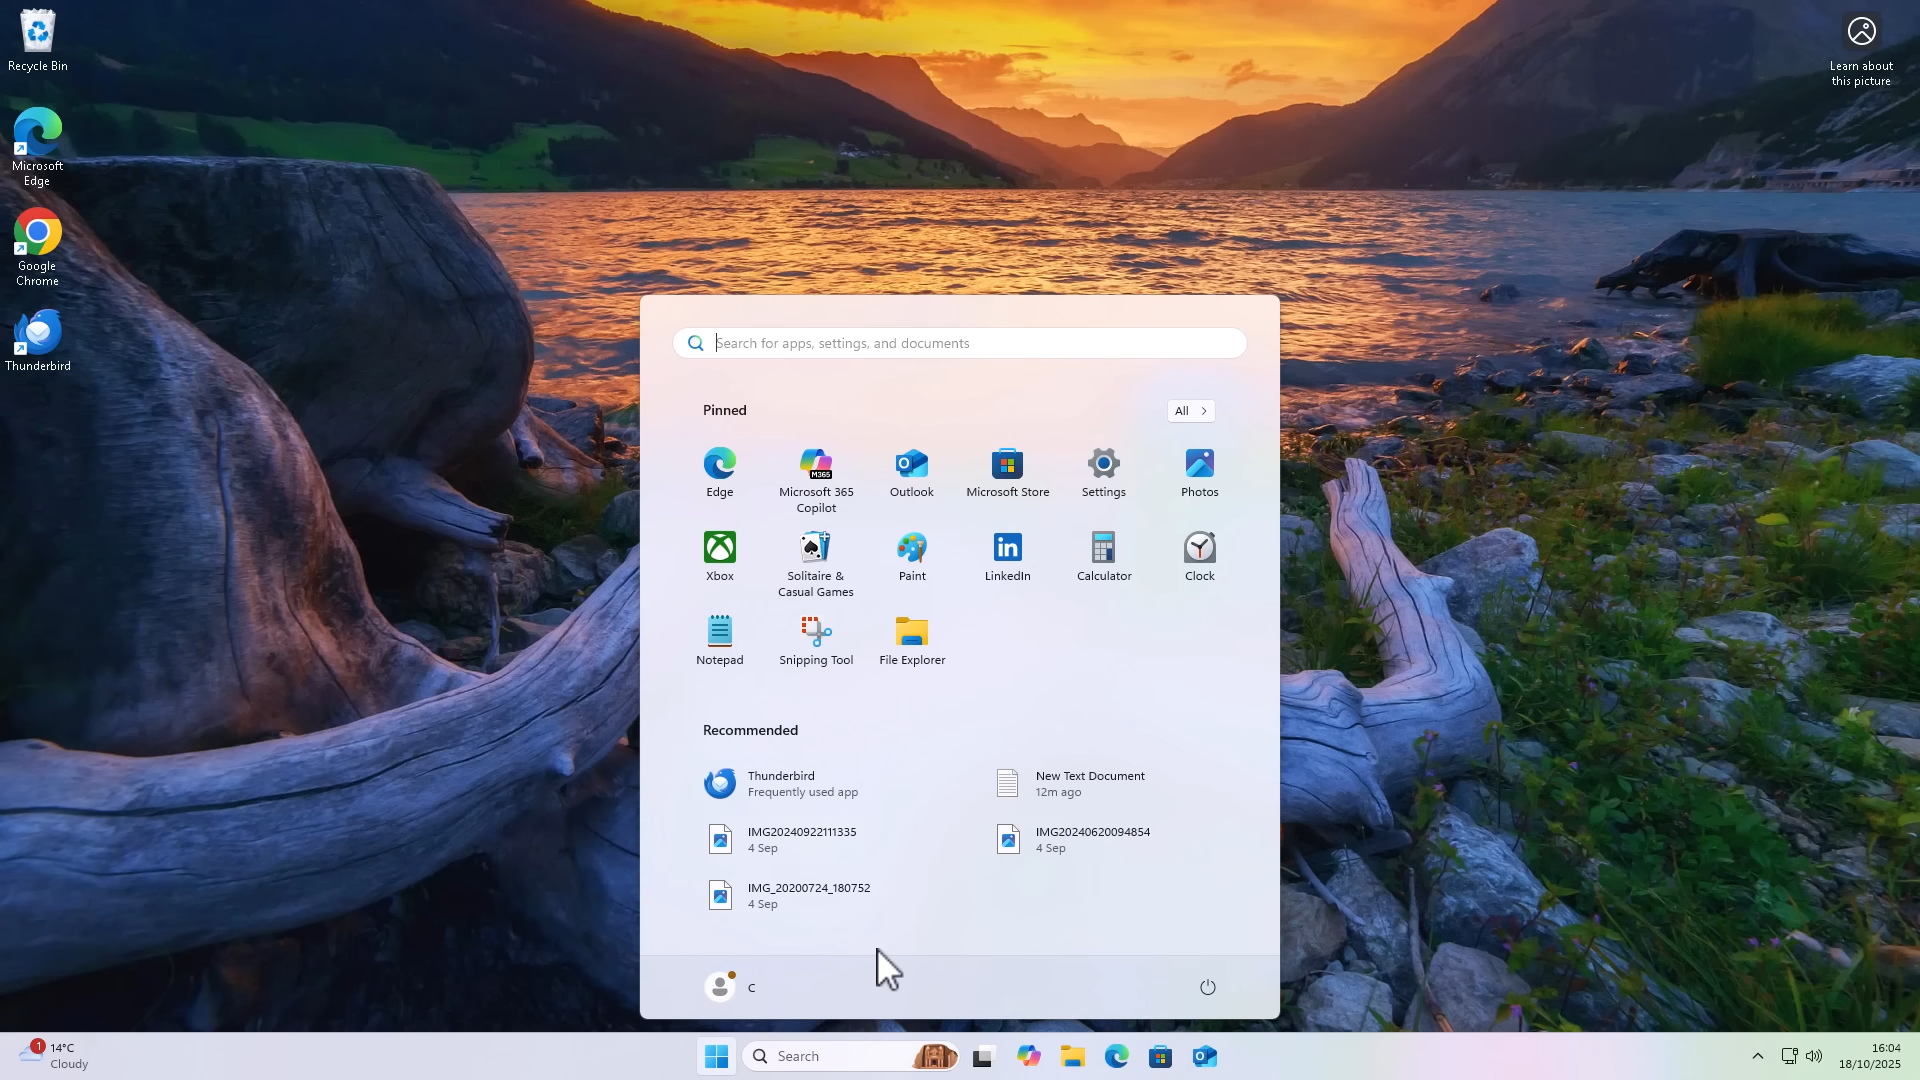 Recycle Bin
Microsoft
Edge
Google
Chrome
Thunderbird
Learn about
this picture
Search for apps, settings, and documents
Pinned
All
Edge
Microsoft 365
Copilot
M365
Outlook
Microsoft Store
Settings
Photos
Xbox
Solitaire &
Casual Games
Paint
LinkedIn
Calculator
Clock
Notepad
Snipping Tool
File Explorer
Recommended
Thunderbird
Frequently used app
New Text Document
12m ago
IMG20240922111335
4 Sep
IMG20240620094854
4 Sep
IMG_20200724_180752
4 Sep
C
1
14°C
Cloudy
Search
16:04
18/10/2025